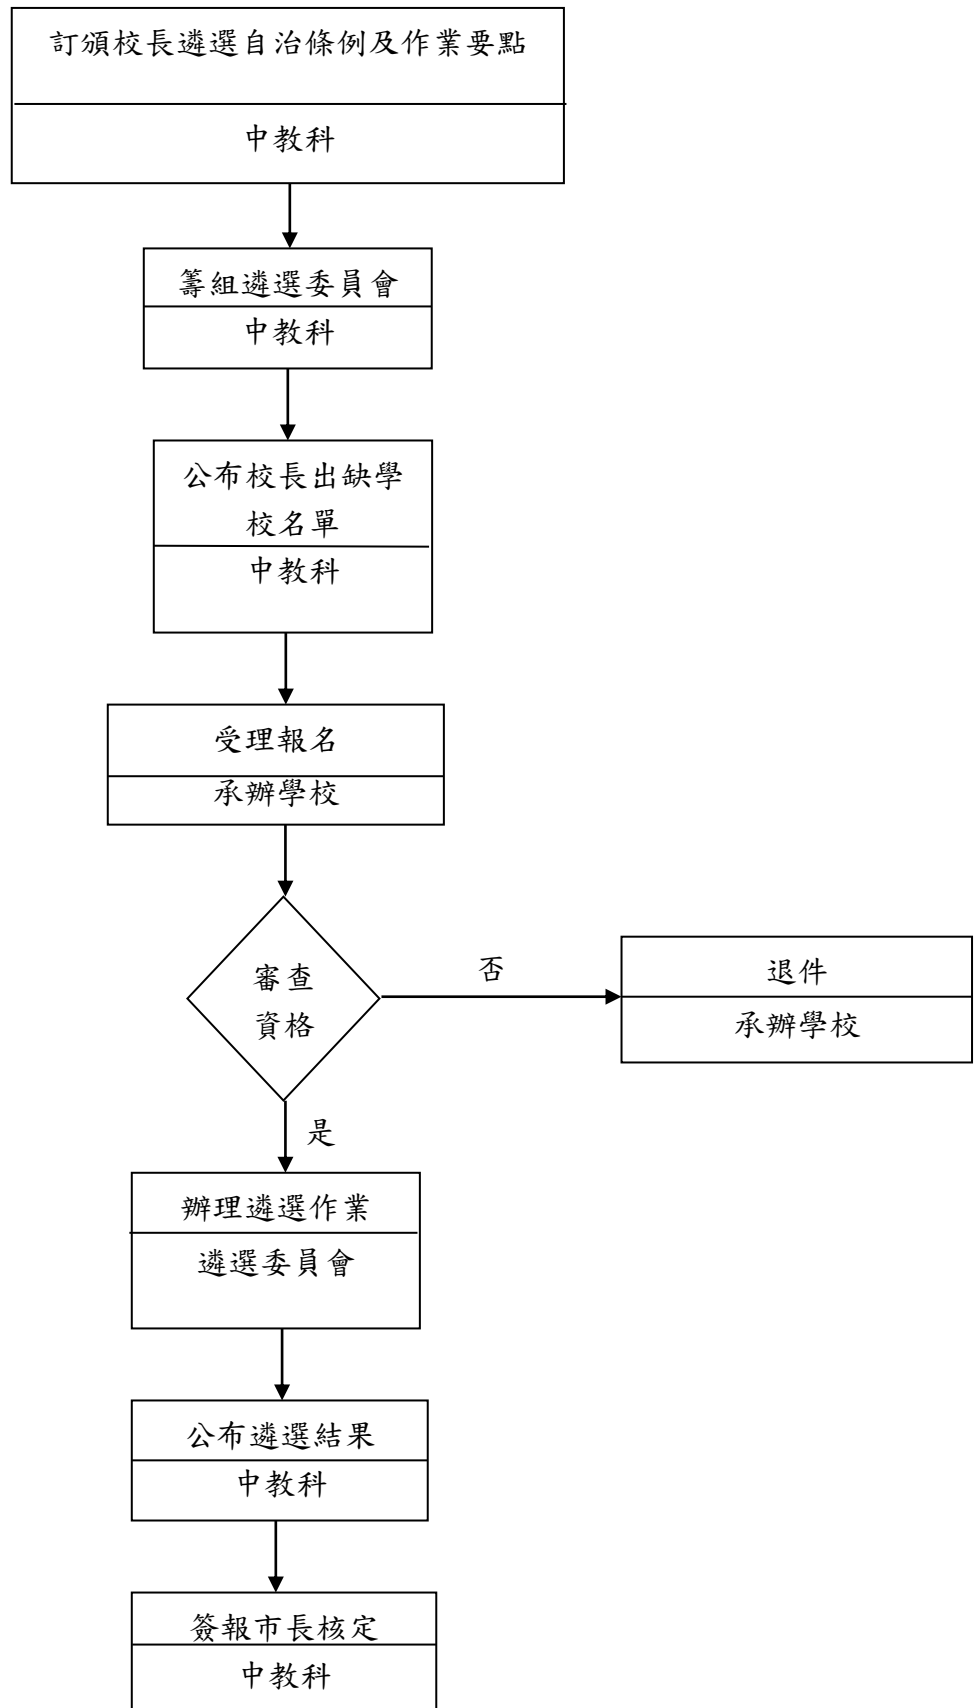 訂頒校長遴選自治條例及作業要點
中教科
籌組遴選委員會
中教科
公布校長出缺學
校名單
中教科
受理報名
承辦學校
審查
資格
否
退件
承辦學校
是
辦理遴選作業
遴選委員會
公布遴選結果
中教科
簽報市長核定
中教科